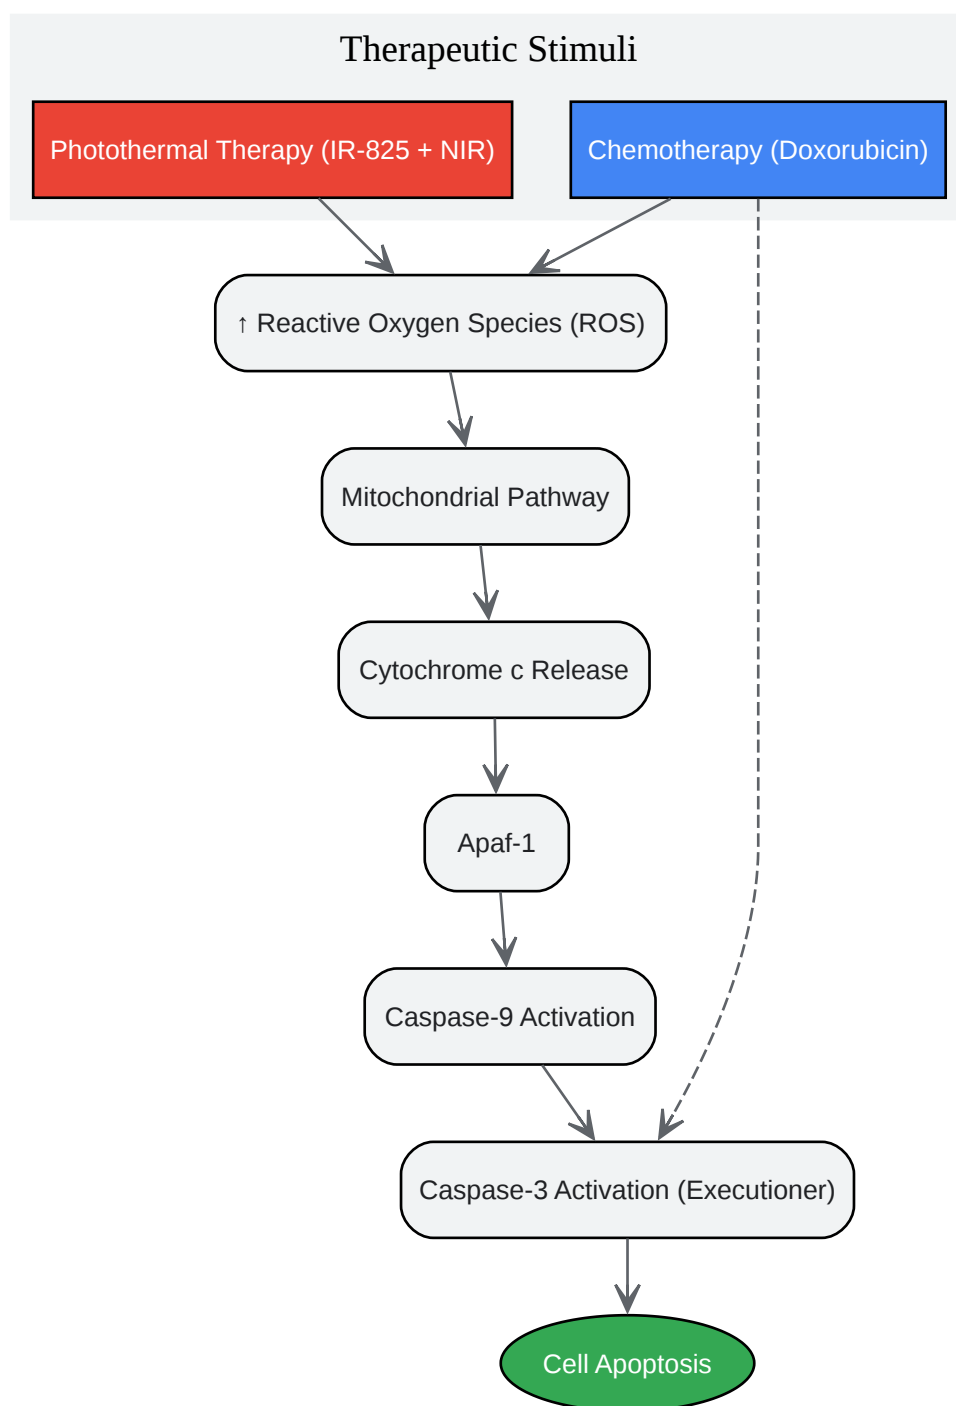 Therapeutic Stimuli
Photothermal Therapy (IR-825 + NIR)
Chemotherapy (Doxorubicin)
↑ Reactive Oxygen Species (ROS)
Mitochondrial Pathway
Cytochrome c Release
Apaf-1
Caspase-9 Activation
Caspase-3 Activation (Executioner)
Cell Apoptosis